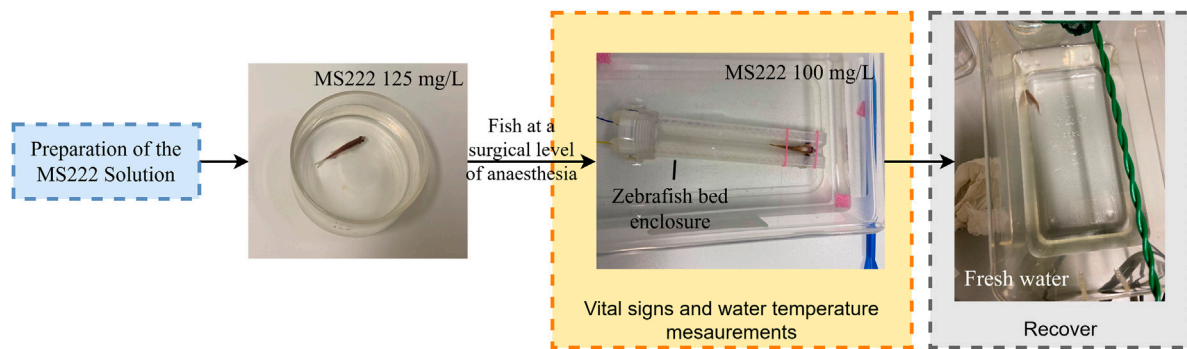 Preparation of the
MS222 Solution
MS222 125 mg/L
Fish at a
surgical level
of anaesthesia
MS222 100 mg/L
Zebrafish bed
enclosure
Vital signs and water temperature
mesaurements
Fresh water
Recover